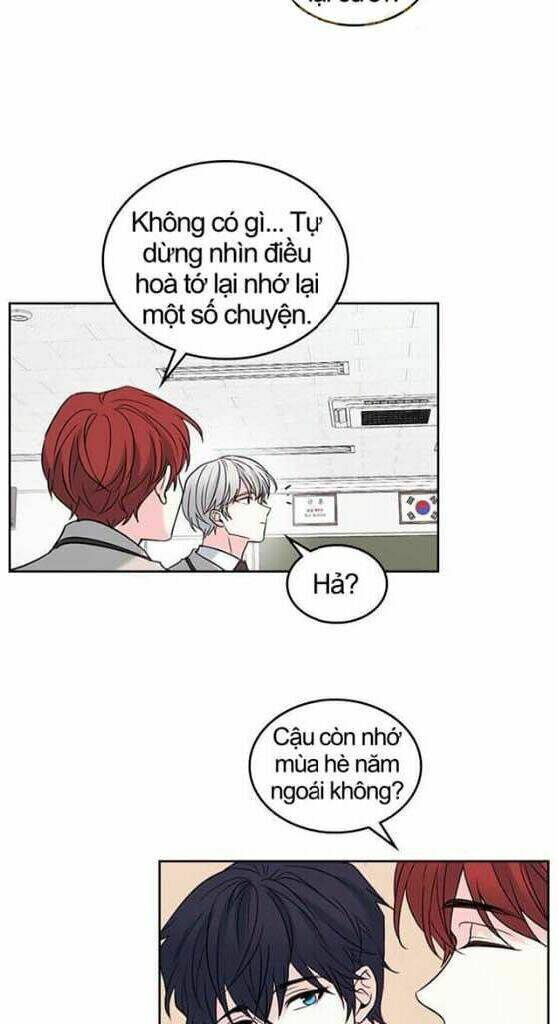 Không có gì... Tự
dừng nhìn điều
hoà tớ lại nhớ lại
một số chuyện.
Hả?
Cậu còn nhớ
mùa hè năm
ngoái không?